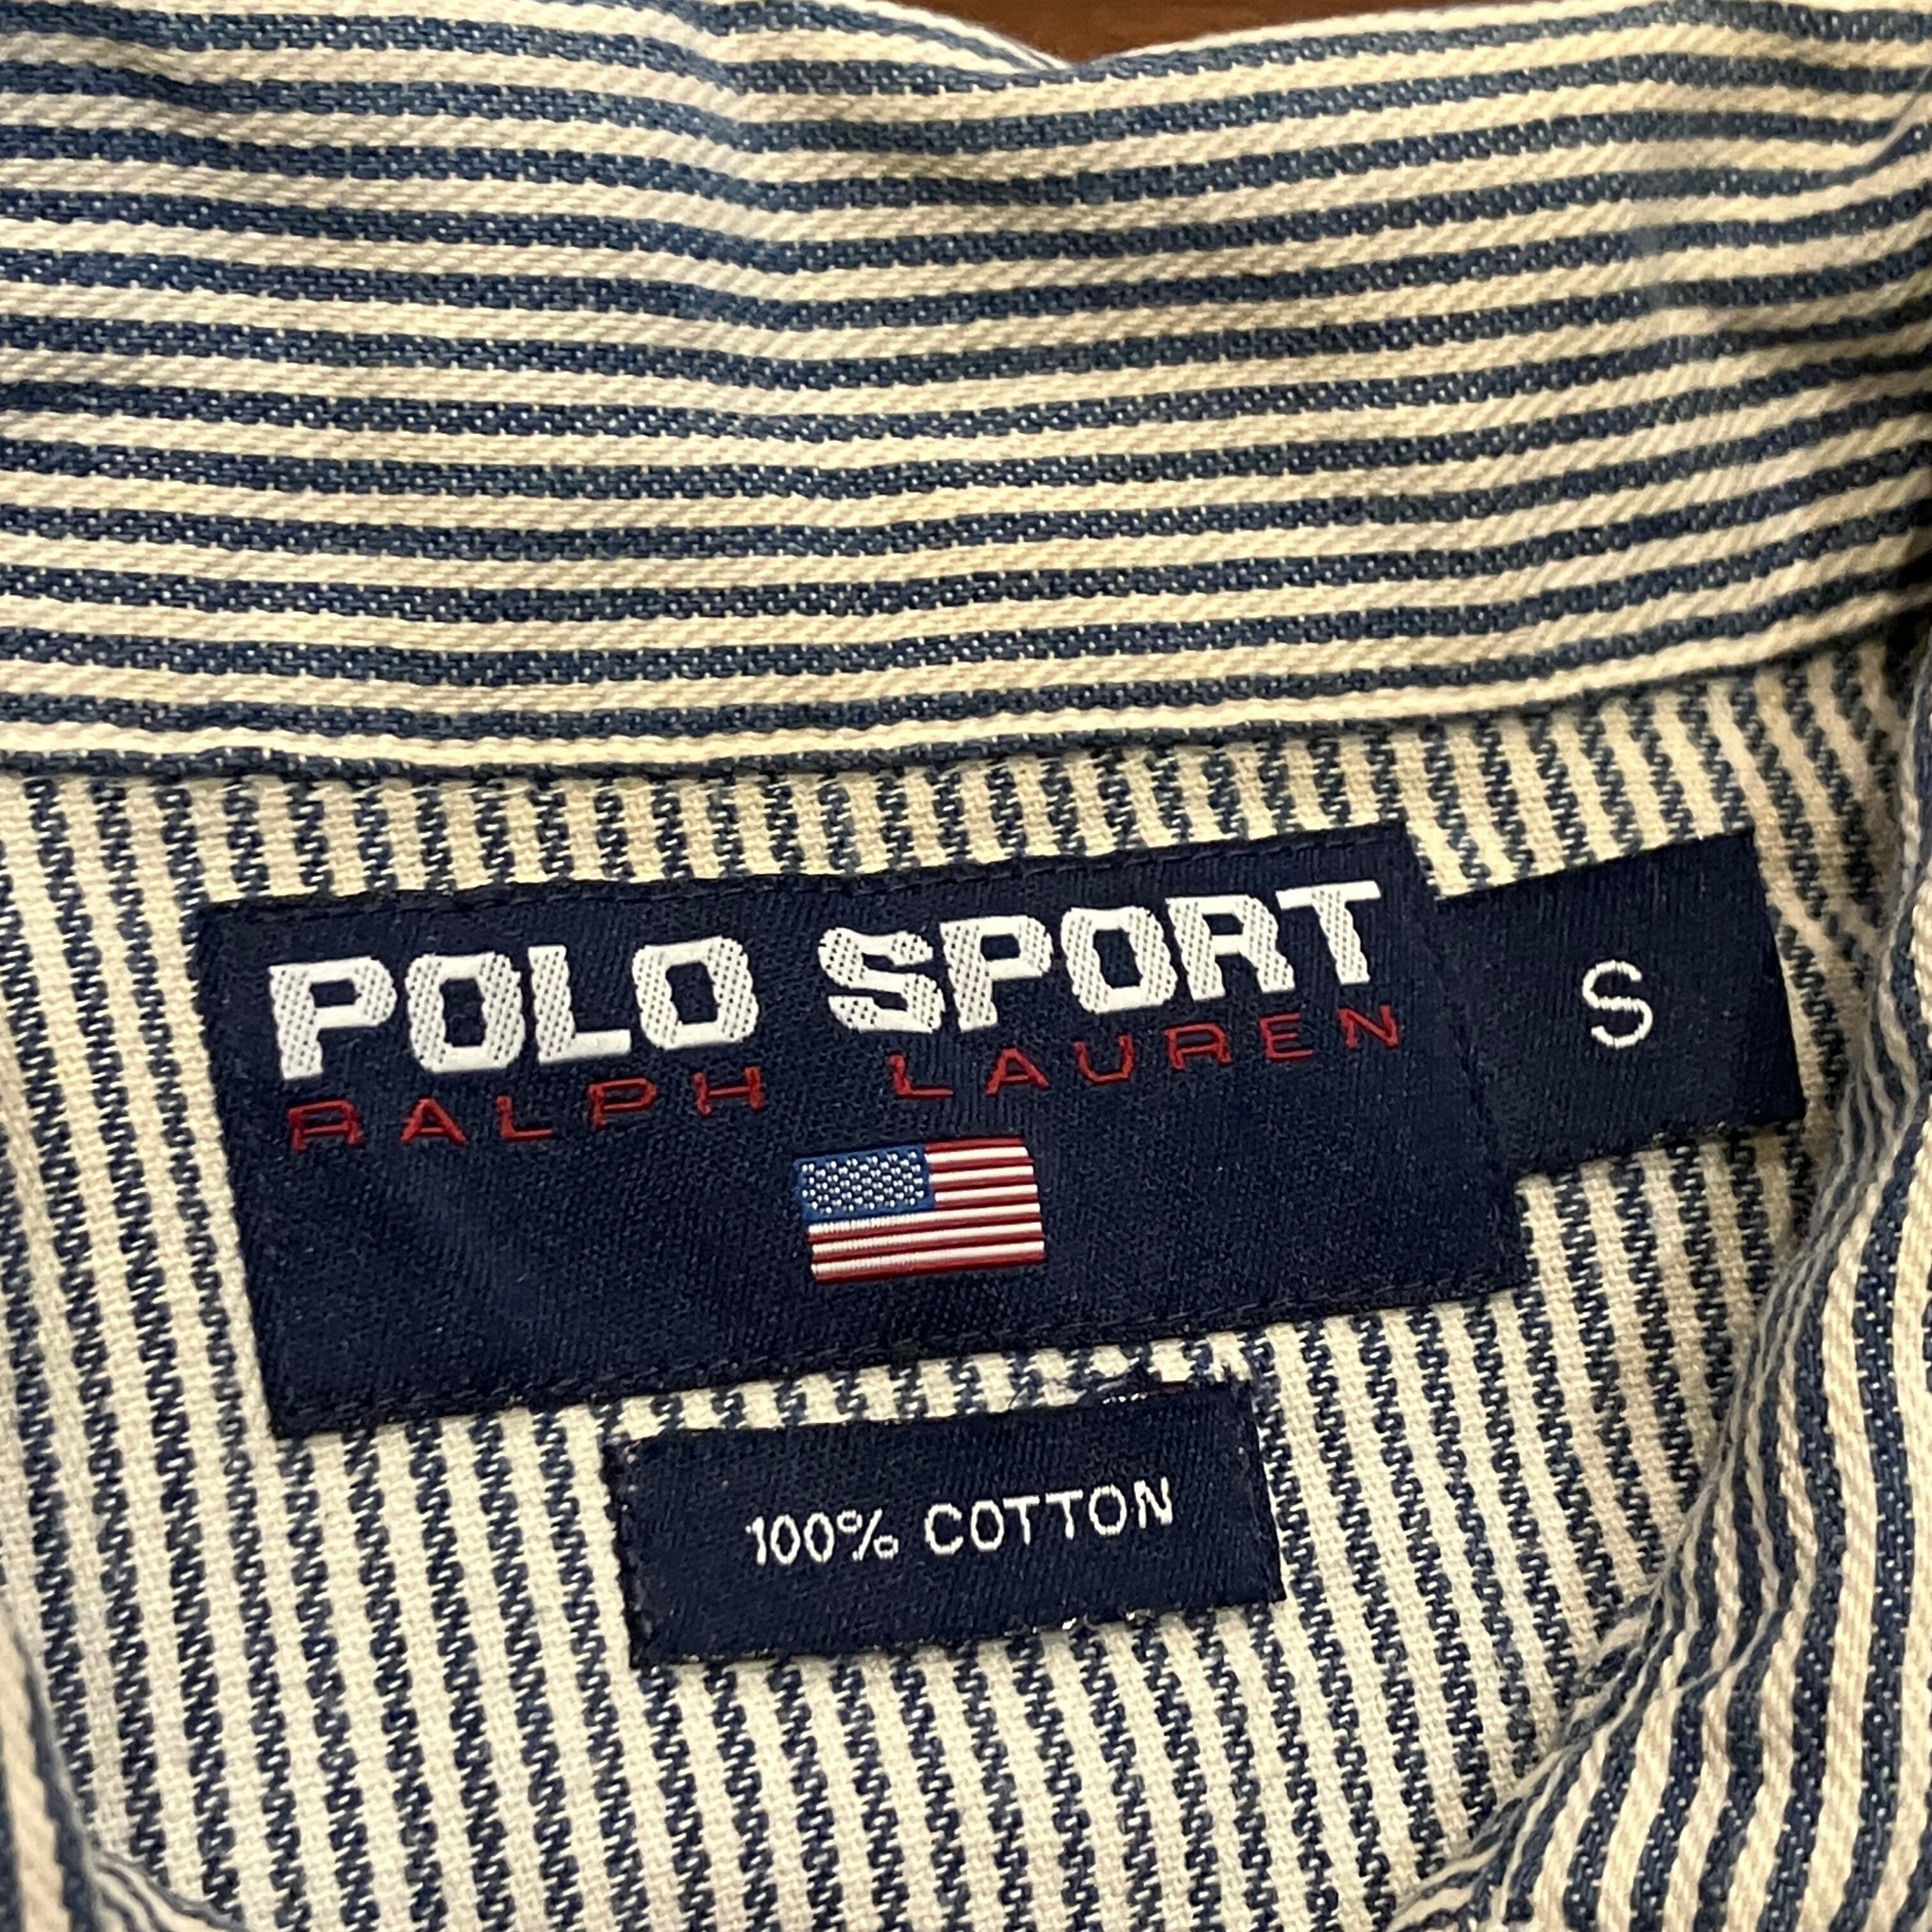 POLO SPORT
RALPH LAUREN
S
100% COTTON